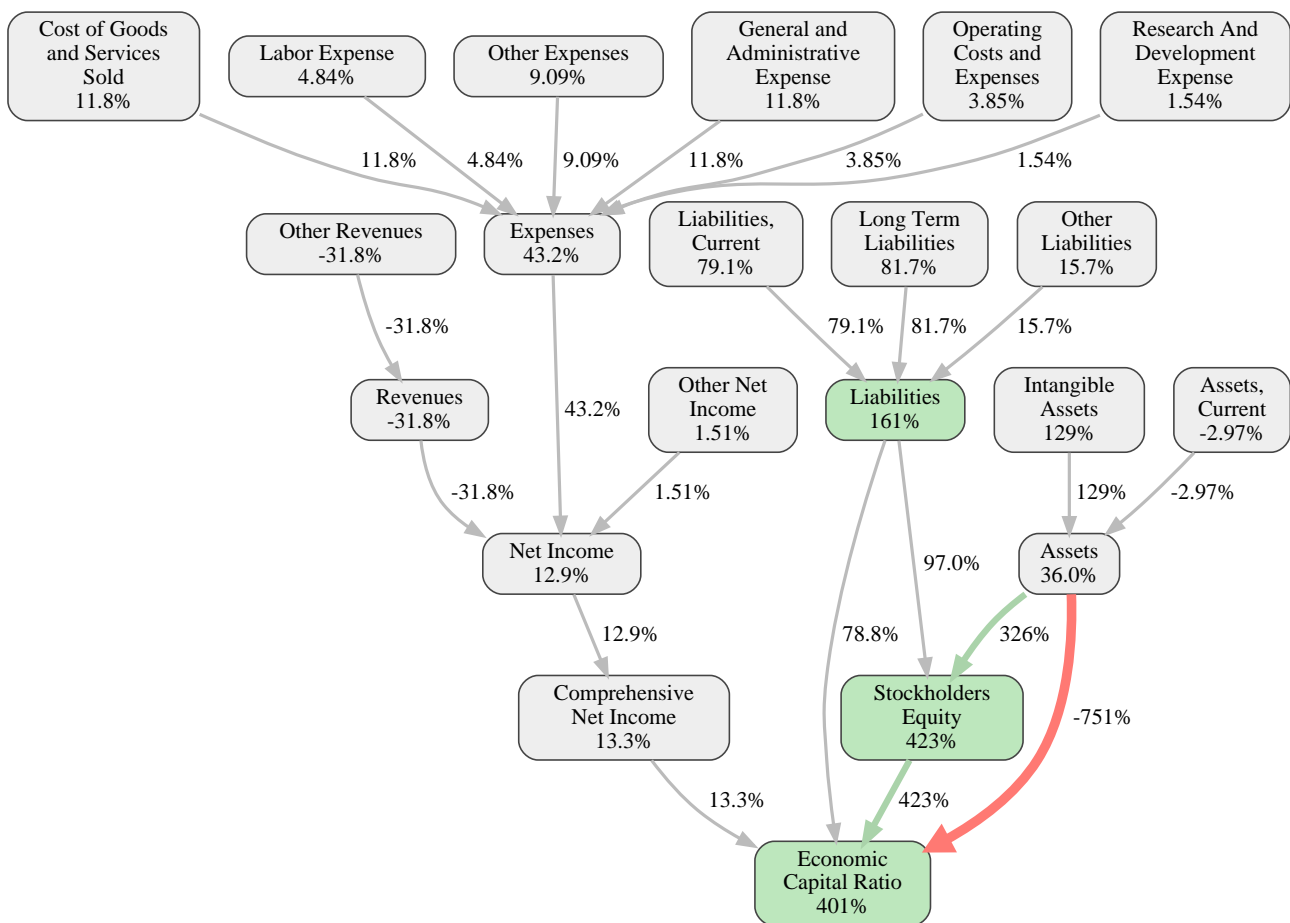 Cost of Goods
and Services
Sold
11.8%
Labor Expense
4.84%
Other Expenses
9.09%
General and
Administrative
Expense
11.8%
Operating
Costs and
Expenses
3.85%
Research And
Development
Expense
1.54%
11.8%
4.84%
9.09%
11.8%
3.85%
1.54%
Other Revenues
-31.8%
Expenses
43.2%
Liabilities,
Current
79.1%
Long Term
Liabilities
81.7%
Other
Liabilities
15.7%
-31.8%
79.1%
81.7%
15.7%
Revenues
-31.8%
43.2%
Other Net
Income
1.51%
Liabilities
161%
Intangible
Assets
129%
Assets,
Current
-2.97%
-31.8%
1.51%
129%
-2.97%
Net Income
12.9%
97.0%
Assets
36.0%
12.9%
78.8%
326%
Comprehensive
Net Income
13.3%
Stockholders
Equity
423%
-751%
13.3%
423%
Economic
Capital Ratio
401%